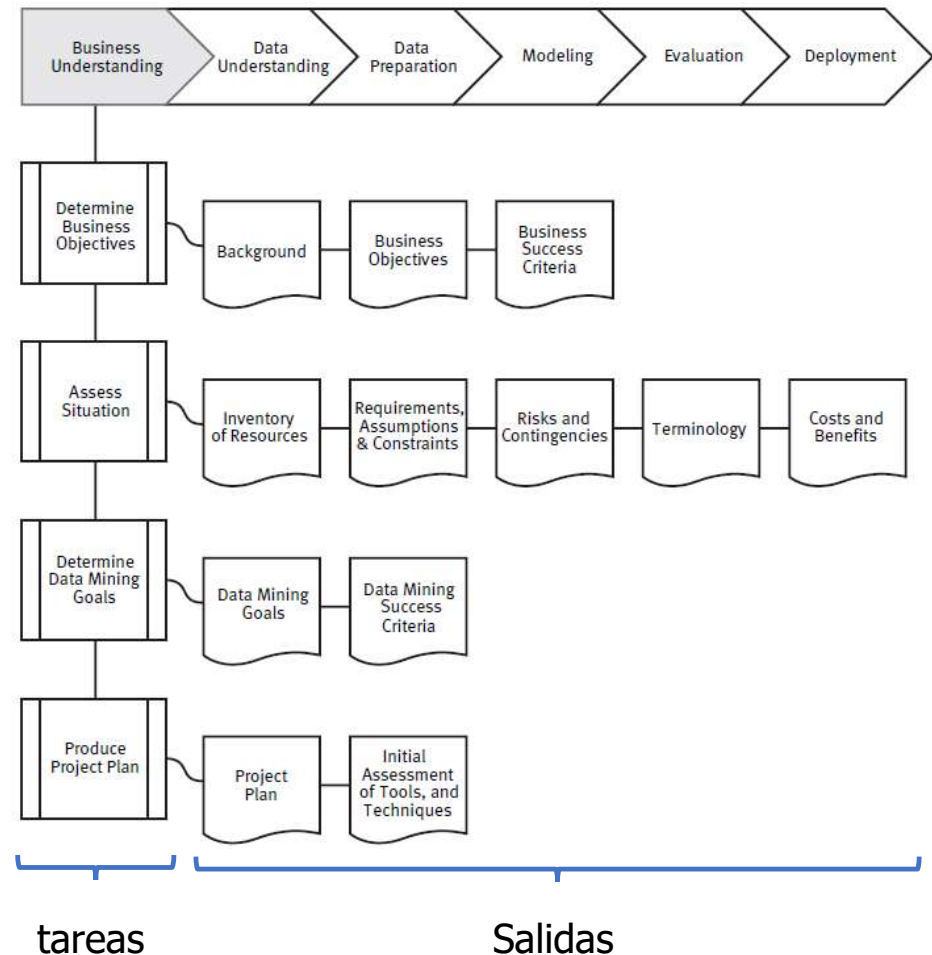 Business
Understanding
Data
Understanding
Data
Preparation
Modeling
Evaluation
Deployment
Determine
Business
Objectives
Background
Business
Objectives
Business
Success
Criteria
Assess
Situation
Inventory
of Resources
Requirements,
Assumptions
& Constraints
Risks and
Contingencies
Terminology
Costs and
Benefits
Determine
Data Mining
Goals
Data Mining
Goals
Data Mining
Success
Criteria
Produce
Project Plan
Project
Plan
Initial
Assessment
of Tools, and
Techniques
tareas
Salidas